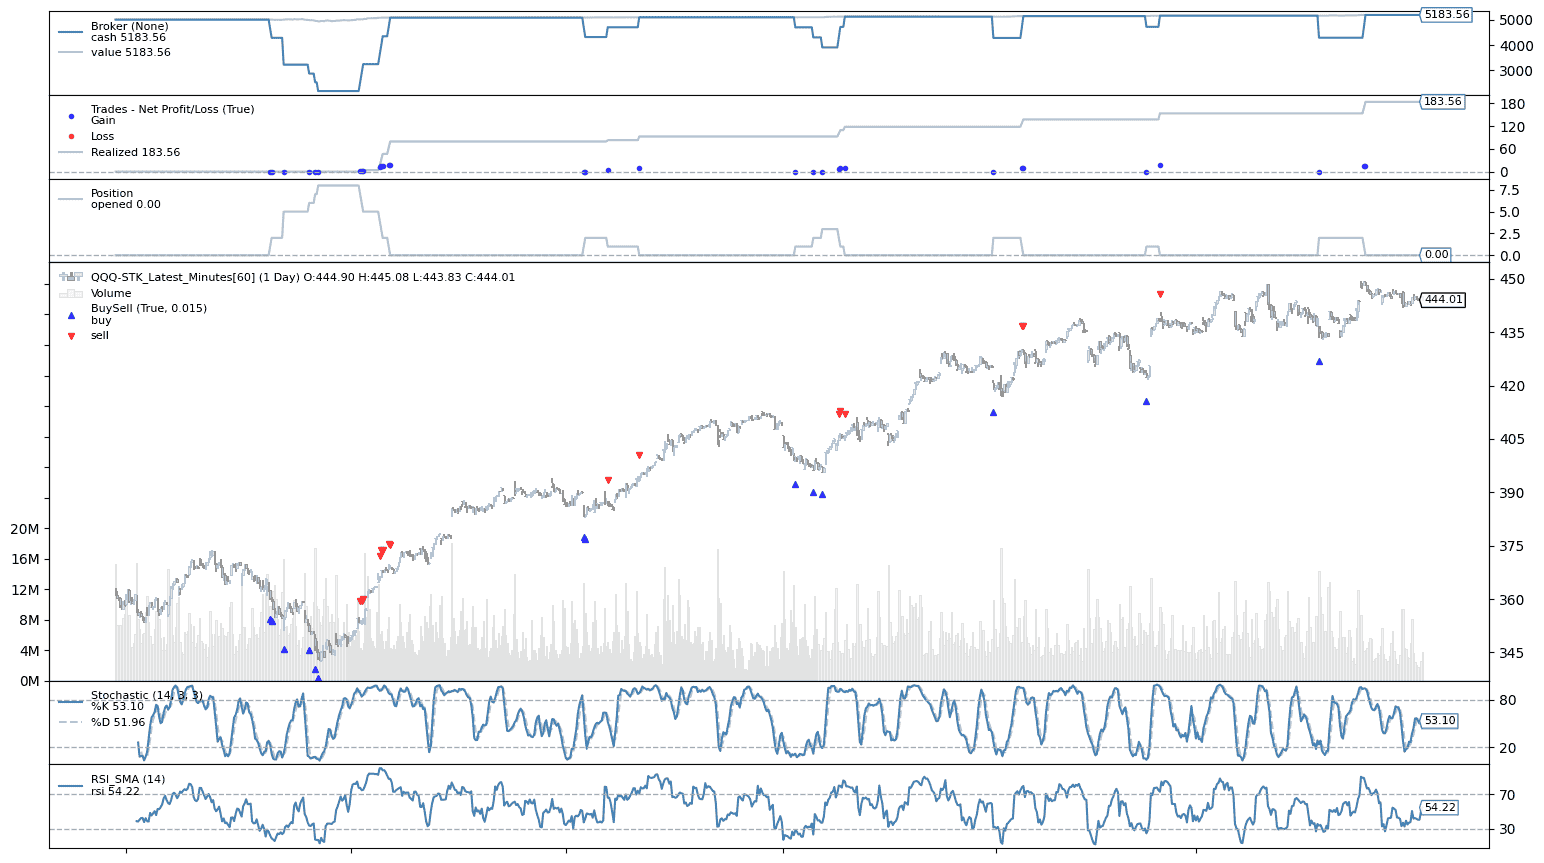 Broker (None)
cash 5183.56
value 5183.56
5183.56
5000
4000
3000
Trades - Net Profit/Loss (True)
Gain
Loss
Realized 183.56
183.56
180
120
60
0
Position
opened 0.00
7.5
5.0
2.5
0.0
0.00
QQQ-STK_Latest_Minutes[60] (1 Day) O:444.90 H:445.08 L:443.83 C:444.01
Volume
BuySell (True, 0.015)
buy
sell
450
444.01
435
420
405
390
375
360
345
20M
16M
12M
8M
4M
0M
Stochastic (14, 3, 3)
%K 53.10
%D 51.96
80
53.10
20
RSI_SMA (14)
rsi 54.22
70
54.22
30